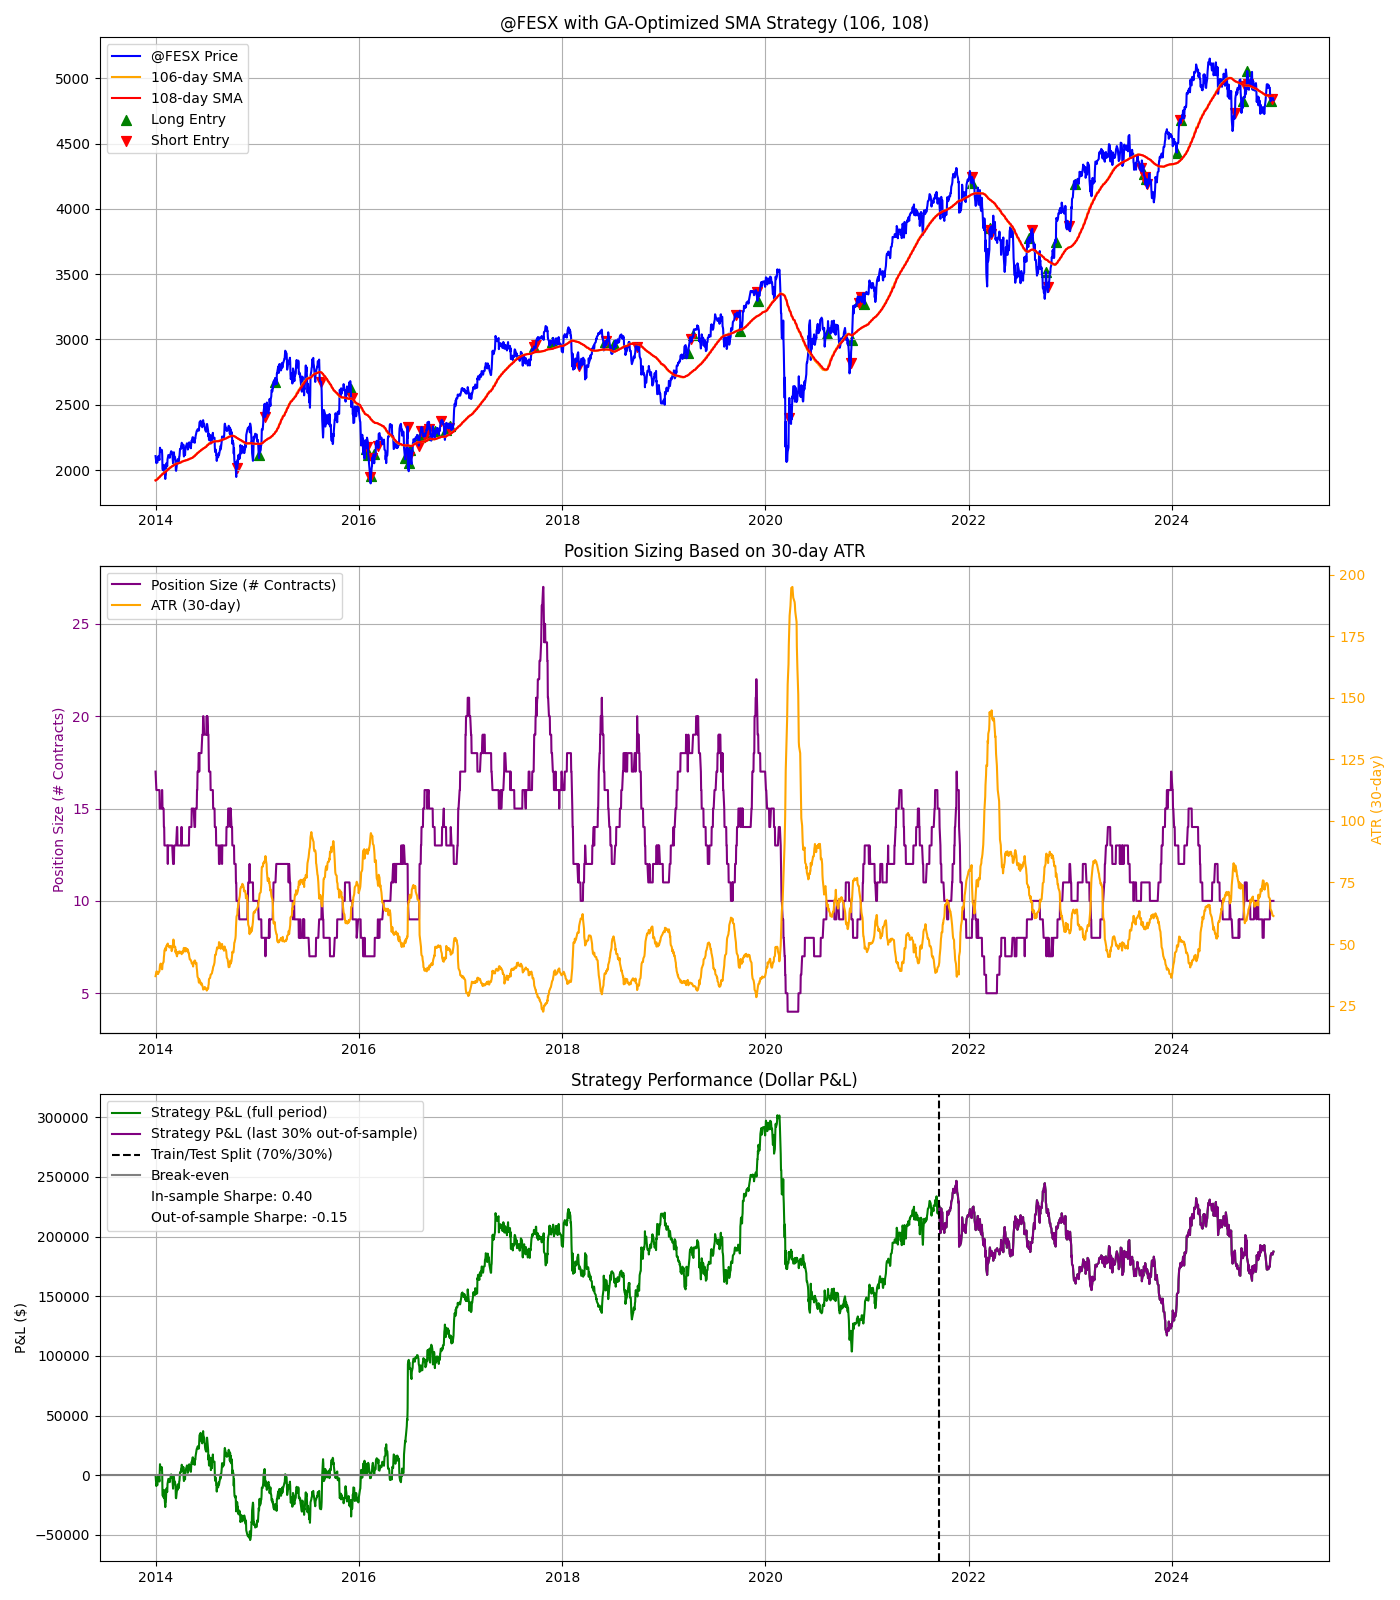 @FESX with GA-Optimized SMA Strategy (106, 108)
@FESX Price
106-day SMA
108-day SMA
Long Entry
Short Entry
5000
4500
4000
3500
3000
2500
2000
2014 2016 2018 2020 2022 2024
Position Sizing Based on 30-day ATR
Position Size (# Contracts)
ATR (30-day)
Position Size (# Contracts)
25
20
15
10
5
200
175
150
125
100
75
50
25
ATR (30-day)
2014 2016 2018 2020 2022 2024
Strategy Performance (Dollar P&L)
Strategy P&L (full period)
Strategy P&L (last 30% out-of-sample)
Train/Test Split (70%/30%)
Break-even
In-sample Sharpe: 0.40
Out-of-sample Sharpe: -0.15
P&L ($)
300000
250000
200000
150000
100000
50000
0
−50000
2014 2016 2018 2020 2022 2024